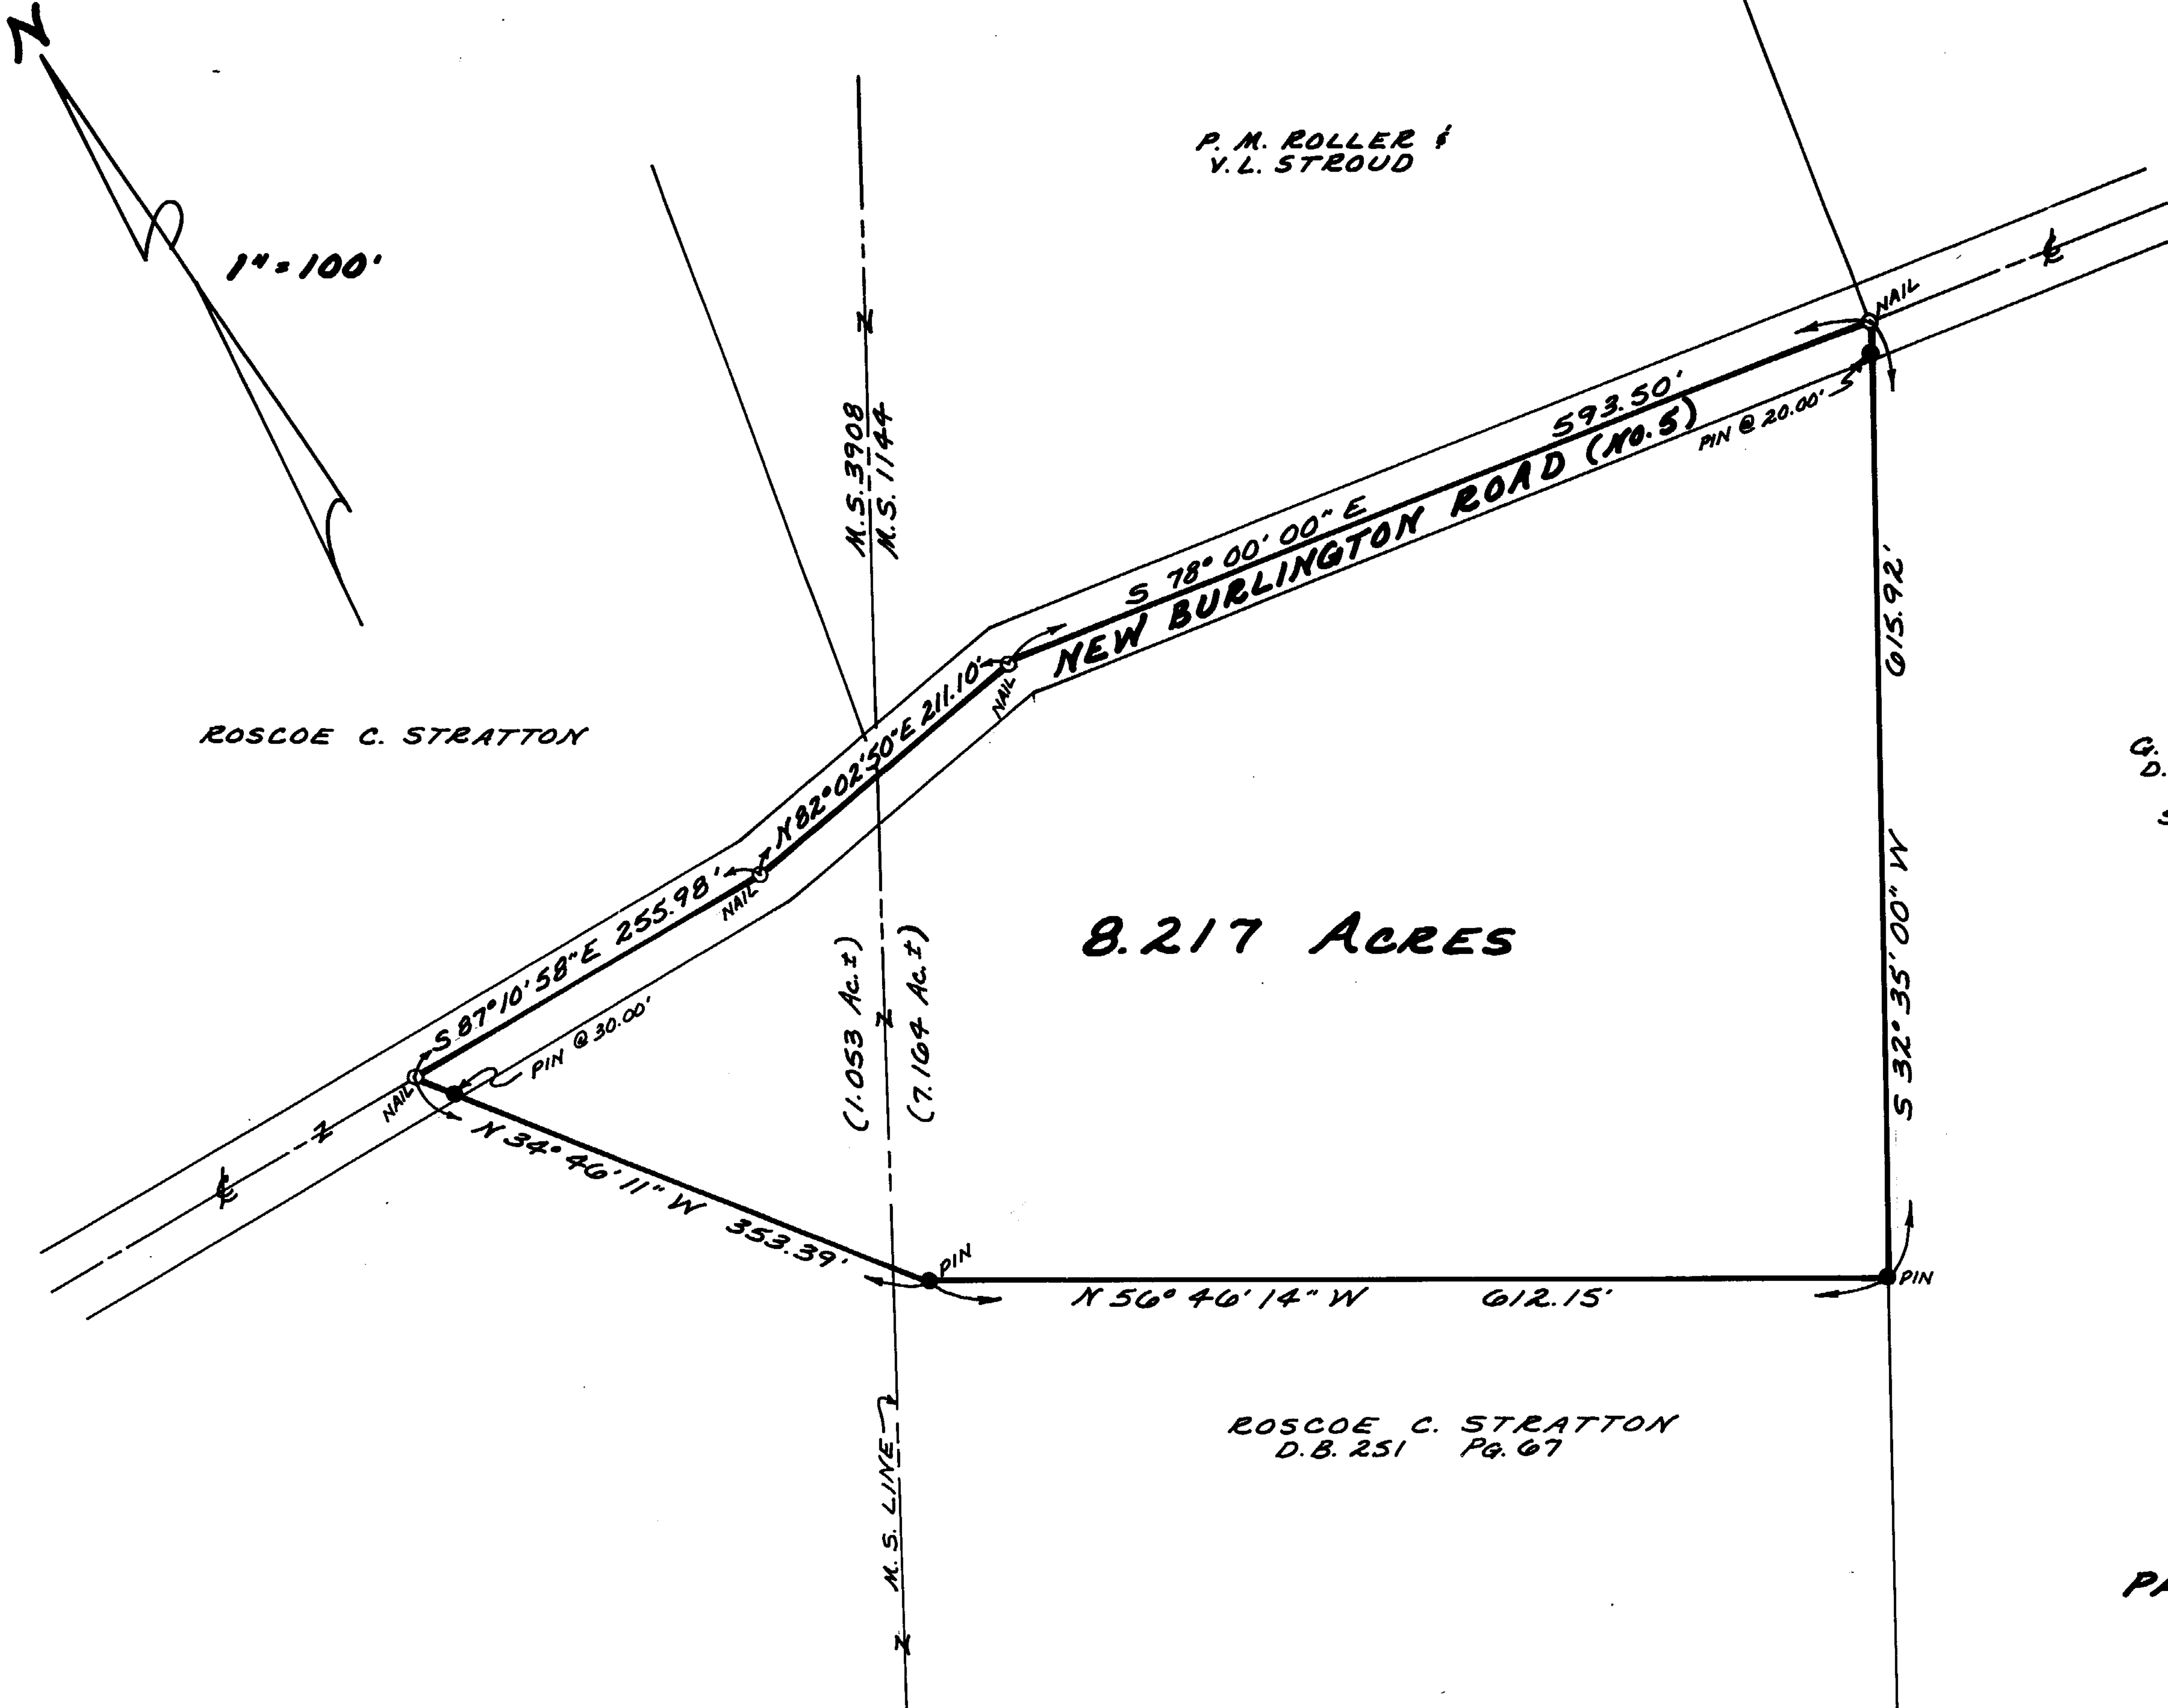 N
1" = 100'
P. M. ROLLER &
V. L. STROUD
M.S. 3908
M.S. 1144
NAIL
593.50'
PIN @ 20.00'
S 78° 00' 00" E
NEW BURLINGTON ROAD (NO. 5)
615.92'
S 32° 35' 00" W
ROSCOE C. STRATTON
N 82° 02' 50" E 211.10'
NAIL
S 87° 10' 58" E 255.98'
NAIL
PIN @ 30.00'
NAIL
8.217 ACRES
(1.053 Ac.±)
(7.164 Ac.±)
N 34° 46' 11" W 353.39'
PIN
N 56° 46' 14" W 612.15'
PIN
ROSCOE C. STRATTON
D.B. 251 PG. 67
M.S. LINE
G.
D.
S
PA